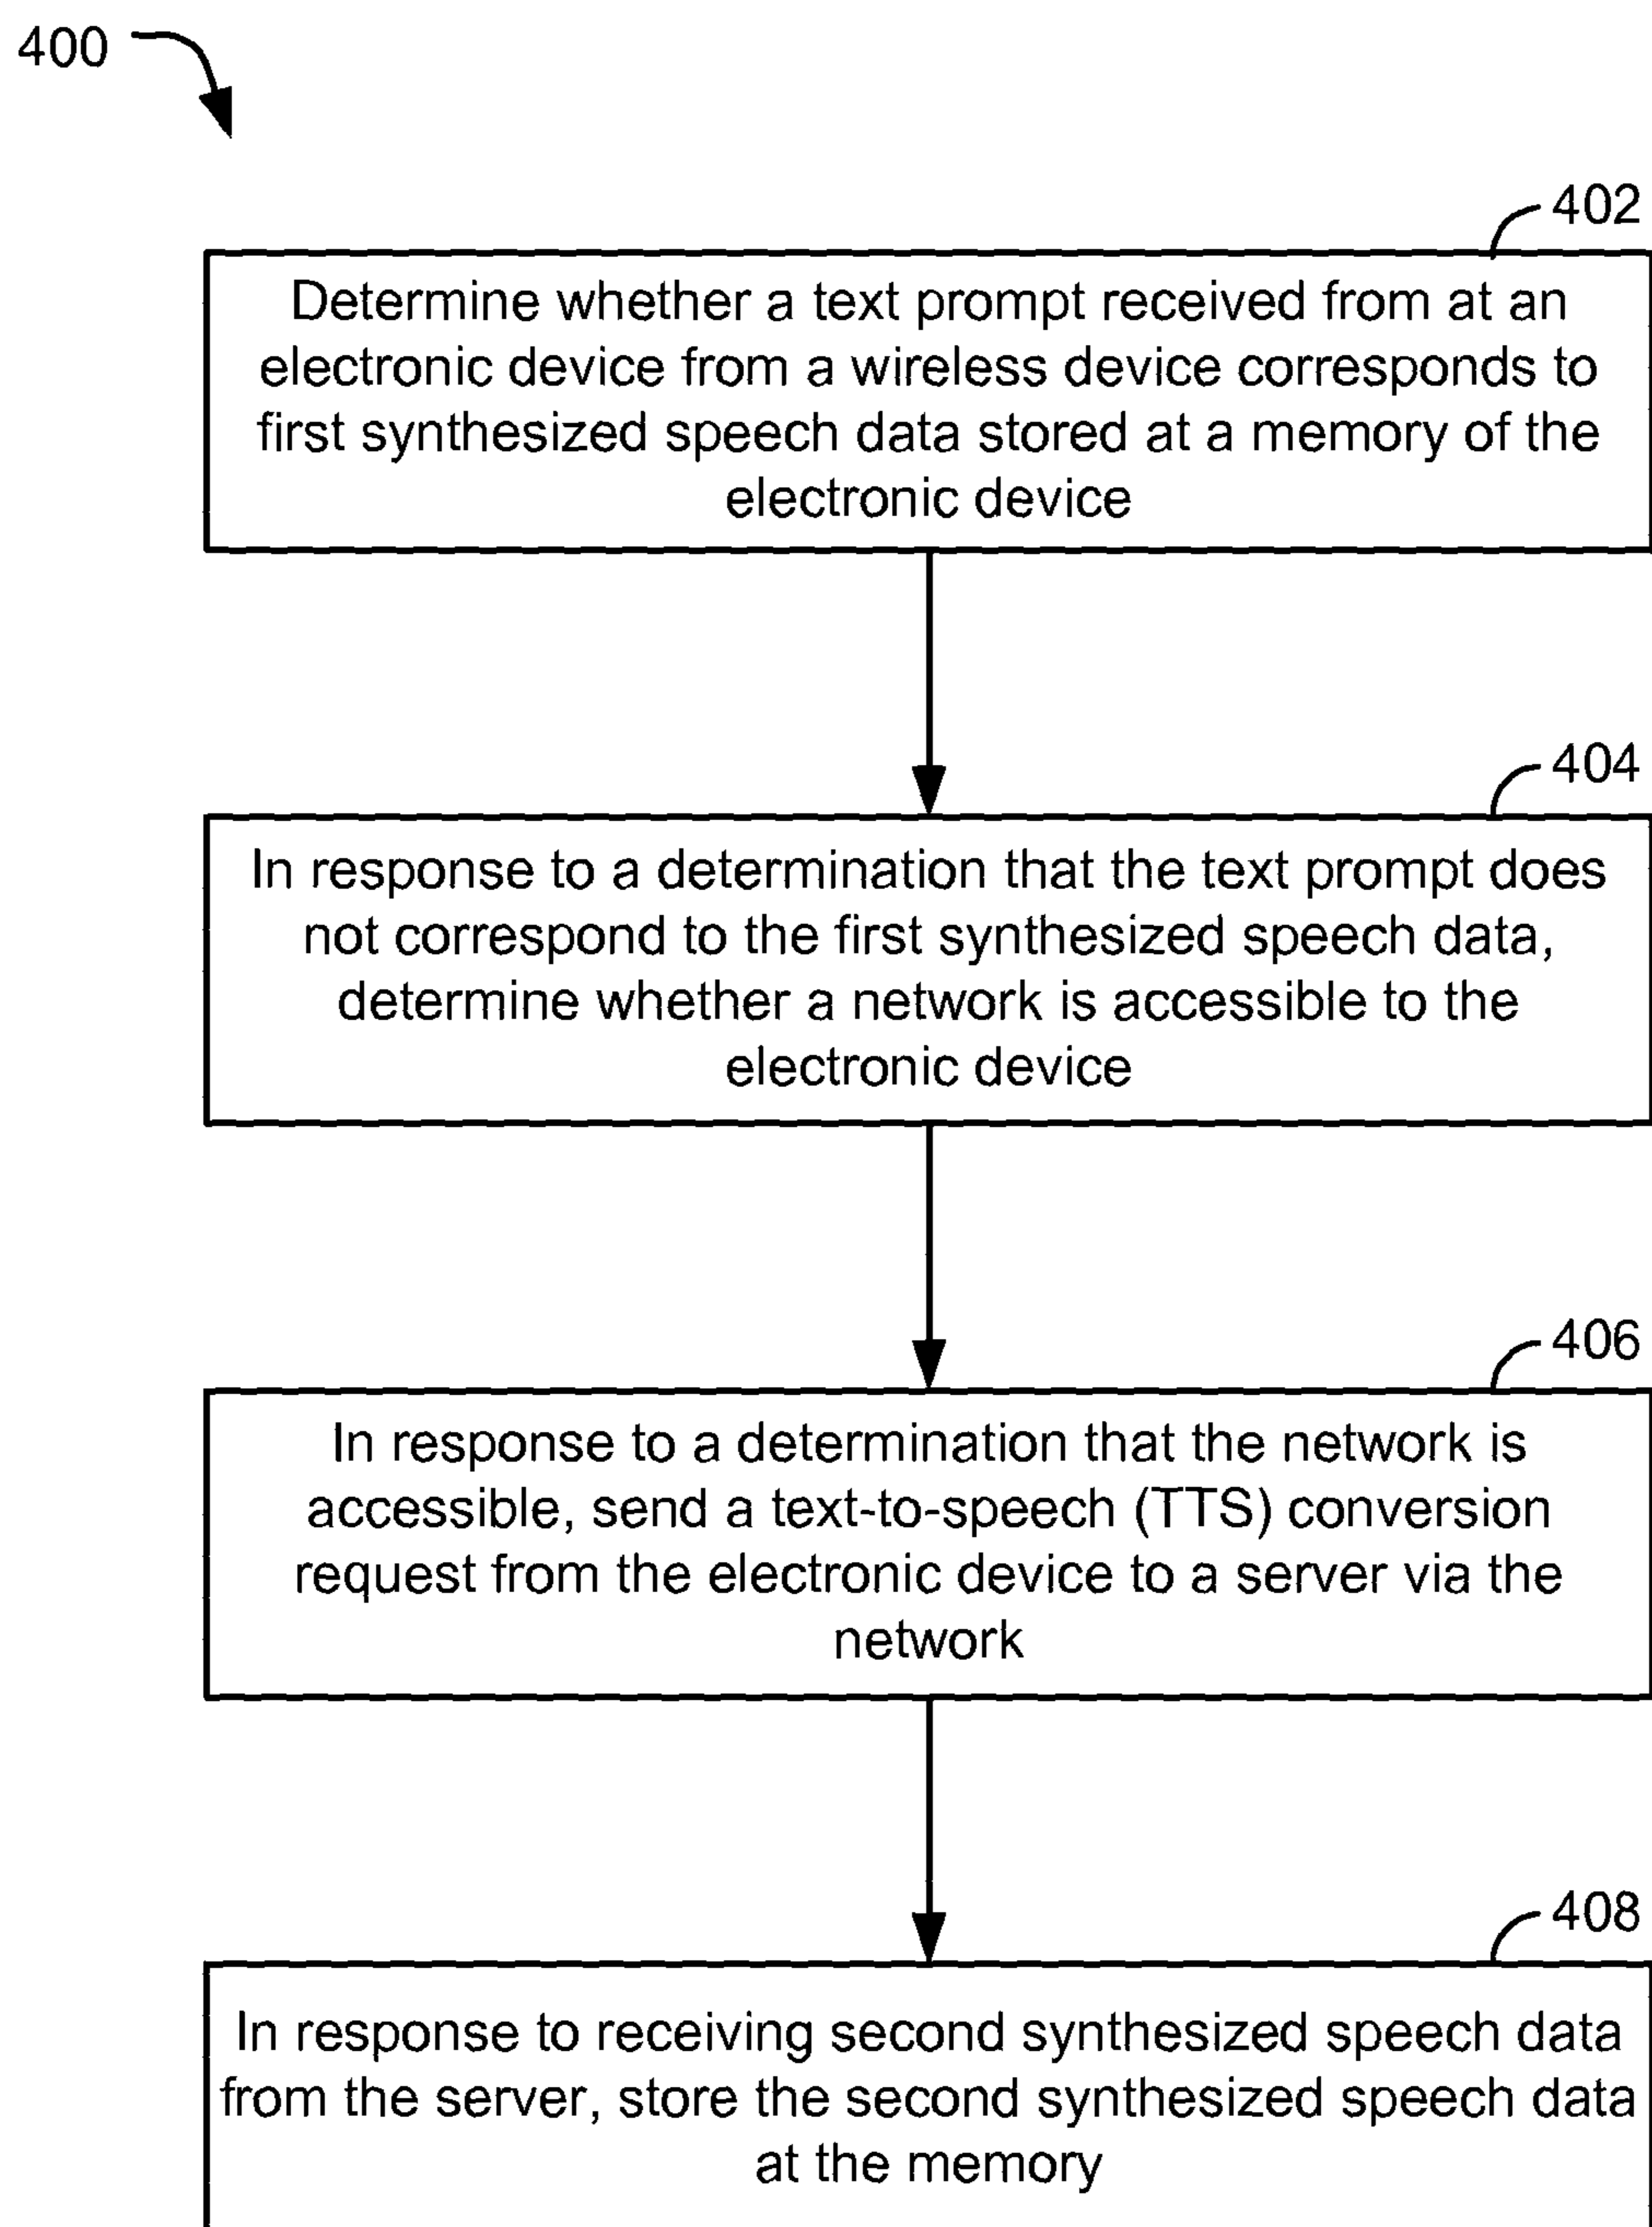 400
402
Determine whether a text prompt received from at an
electronic device from a wireless device corresponds to
first synthesized speech data stored at a memory of the
electronic device
404
In response to a determination that the text prompt does
not correspond to the first synthesized speech data,
determine whether a network is accessible to the
electronic device
406
In response to a determination that the network is
accessible, send a text-to-speech (TTS) conversion
request from the electronic device to a server via the
network
408
In response to receiving second synthesized speech data
from the server, store the second synthesized speech data
at the memory